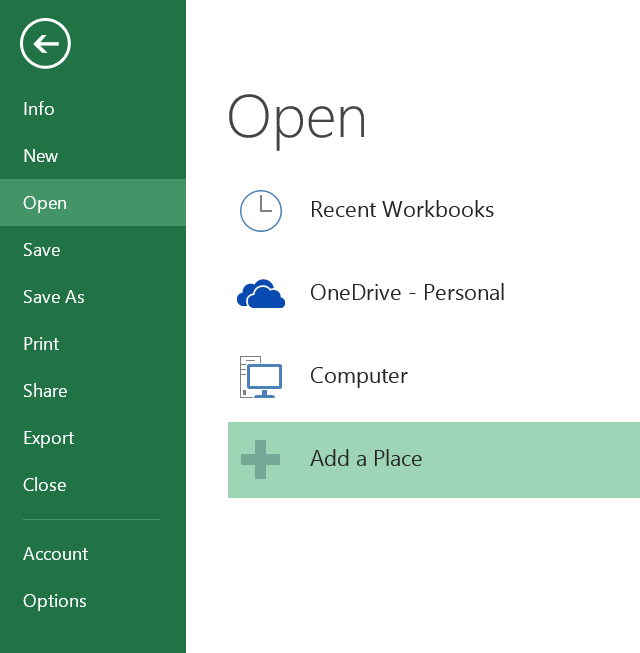 Info
New
Open
Save
Save As
Print
Share
Export
Close
Account
Options
Open
Recent Workbooks
OneDrive - Personal
Computer
Add a Place